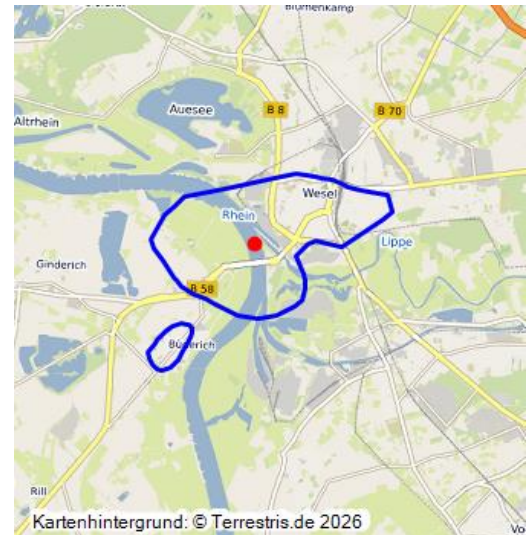 Blumenkamp
B 8
B 70
Auesee
Altrhein
Wesel
Rhein
Lippe
Ginderich
B 58
Büderich
Rill
Kartenhintergrund: © Terrestris.de 2026